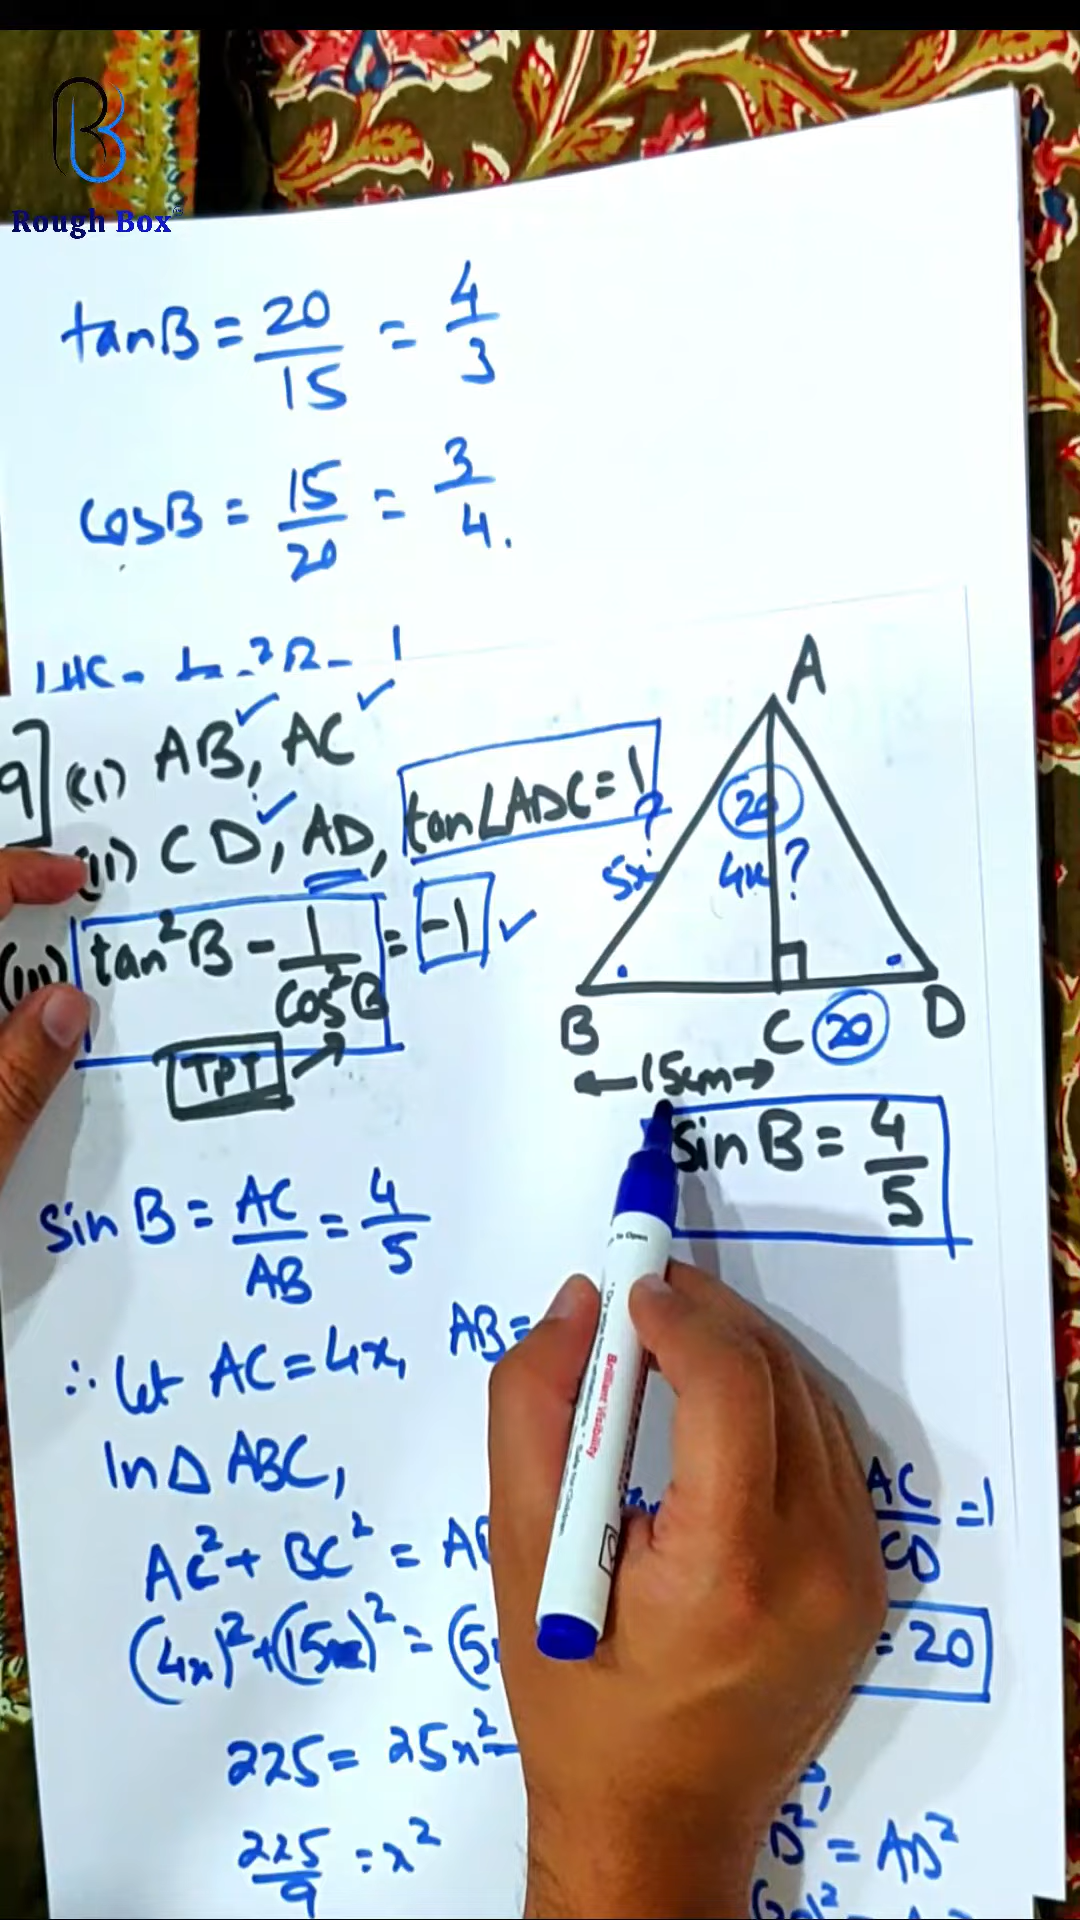 Rough Box
tanB = 20/15 = 4/3
cosB = 15/20 = 3/4.
9] (i) AB, AC
(ii) CD, AD, tan∠ADC = 1
(iii) tan²B - 1/cos²B = -1
TPT
A
20
5x ?
4x ?
B C D
20
15cm
sin B = 4/5
sin B = AC/AB = 4/5
∴ let AC = 4x, AB =
In Δ ABC,
AC² + BC² =
(4x)² + (15)² = (5
225 = 25x² -
225/9 = x²
AC/CD = 1
= 20
D² = AD²